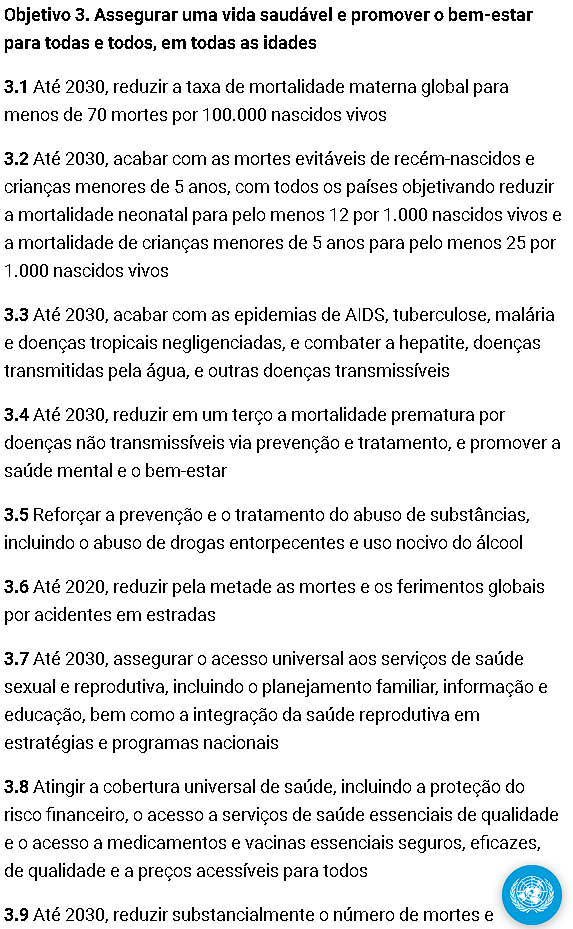 Objetivo 3. Assegurar uma vida saudável e promover o bem-estar
para todas e todos, em todas as idades
3.1 Até 2030, reduzir a taxa de mortalidade materna global para
menos de 70 mortes por 100.000 nascidos vivos
3.2 Até 2030, acabar com as mortes evitáveis de recém-nascidos e
crianças menores de 5 anos, com todos os países objetivando reduzir
a mortalidade neonatal para pelo menos 12 por 1.000 nascidos vivos e
a mortalidade de crianças menores de 5 anos para pelo menos 25 por
1.000 nascidos vivos
3.3 Até 2030, acabar com as epidemias de AIDS, tuberculose, malária
e doenças tropicais negligenciadas, e combater a hepatite, doenças
transmitidas pela água, e outras doenças transmissíveis
3.4 Até 2030, reduzir em um terço a mortalidade prematura por
doenças não transmissíveis via prevenção e tratamento, e promover a
saúde mental e o bem-estar
3.5 Reforçar a prevenção e o tratamento do abuso de substâncias,
incluindo o abuso de drogas entorpecentes e uso nocivo do álcool
3.6 Até 2020, reduzir pela metade as mortes e os ferimentos globais
por acidentes em estradas
3.7 Até 2030, assegurar o acesso universal aos serviços de saúde
sexual e reprodutiva, incluindo o planejamento familiar, informação e
educação, bem como a integração da saúde reprodutiva em
estratégias e programas nacionais
3.8 Atingir a cobertura universal de saúde, incluindo a proteção do
risco financeiro, o acesso a serviços de saúde essenciais de qualidade
e o acesso a medicamentos e vacinas essenciais seguros, eficazes,
de qualidade e a preços acessíveis para todos
3.9 Até 2030, reduzir substancialmente o número de mortes e